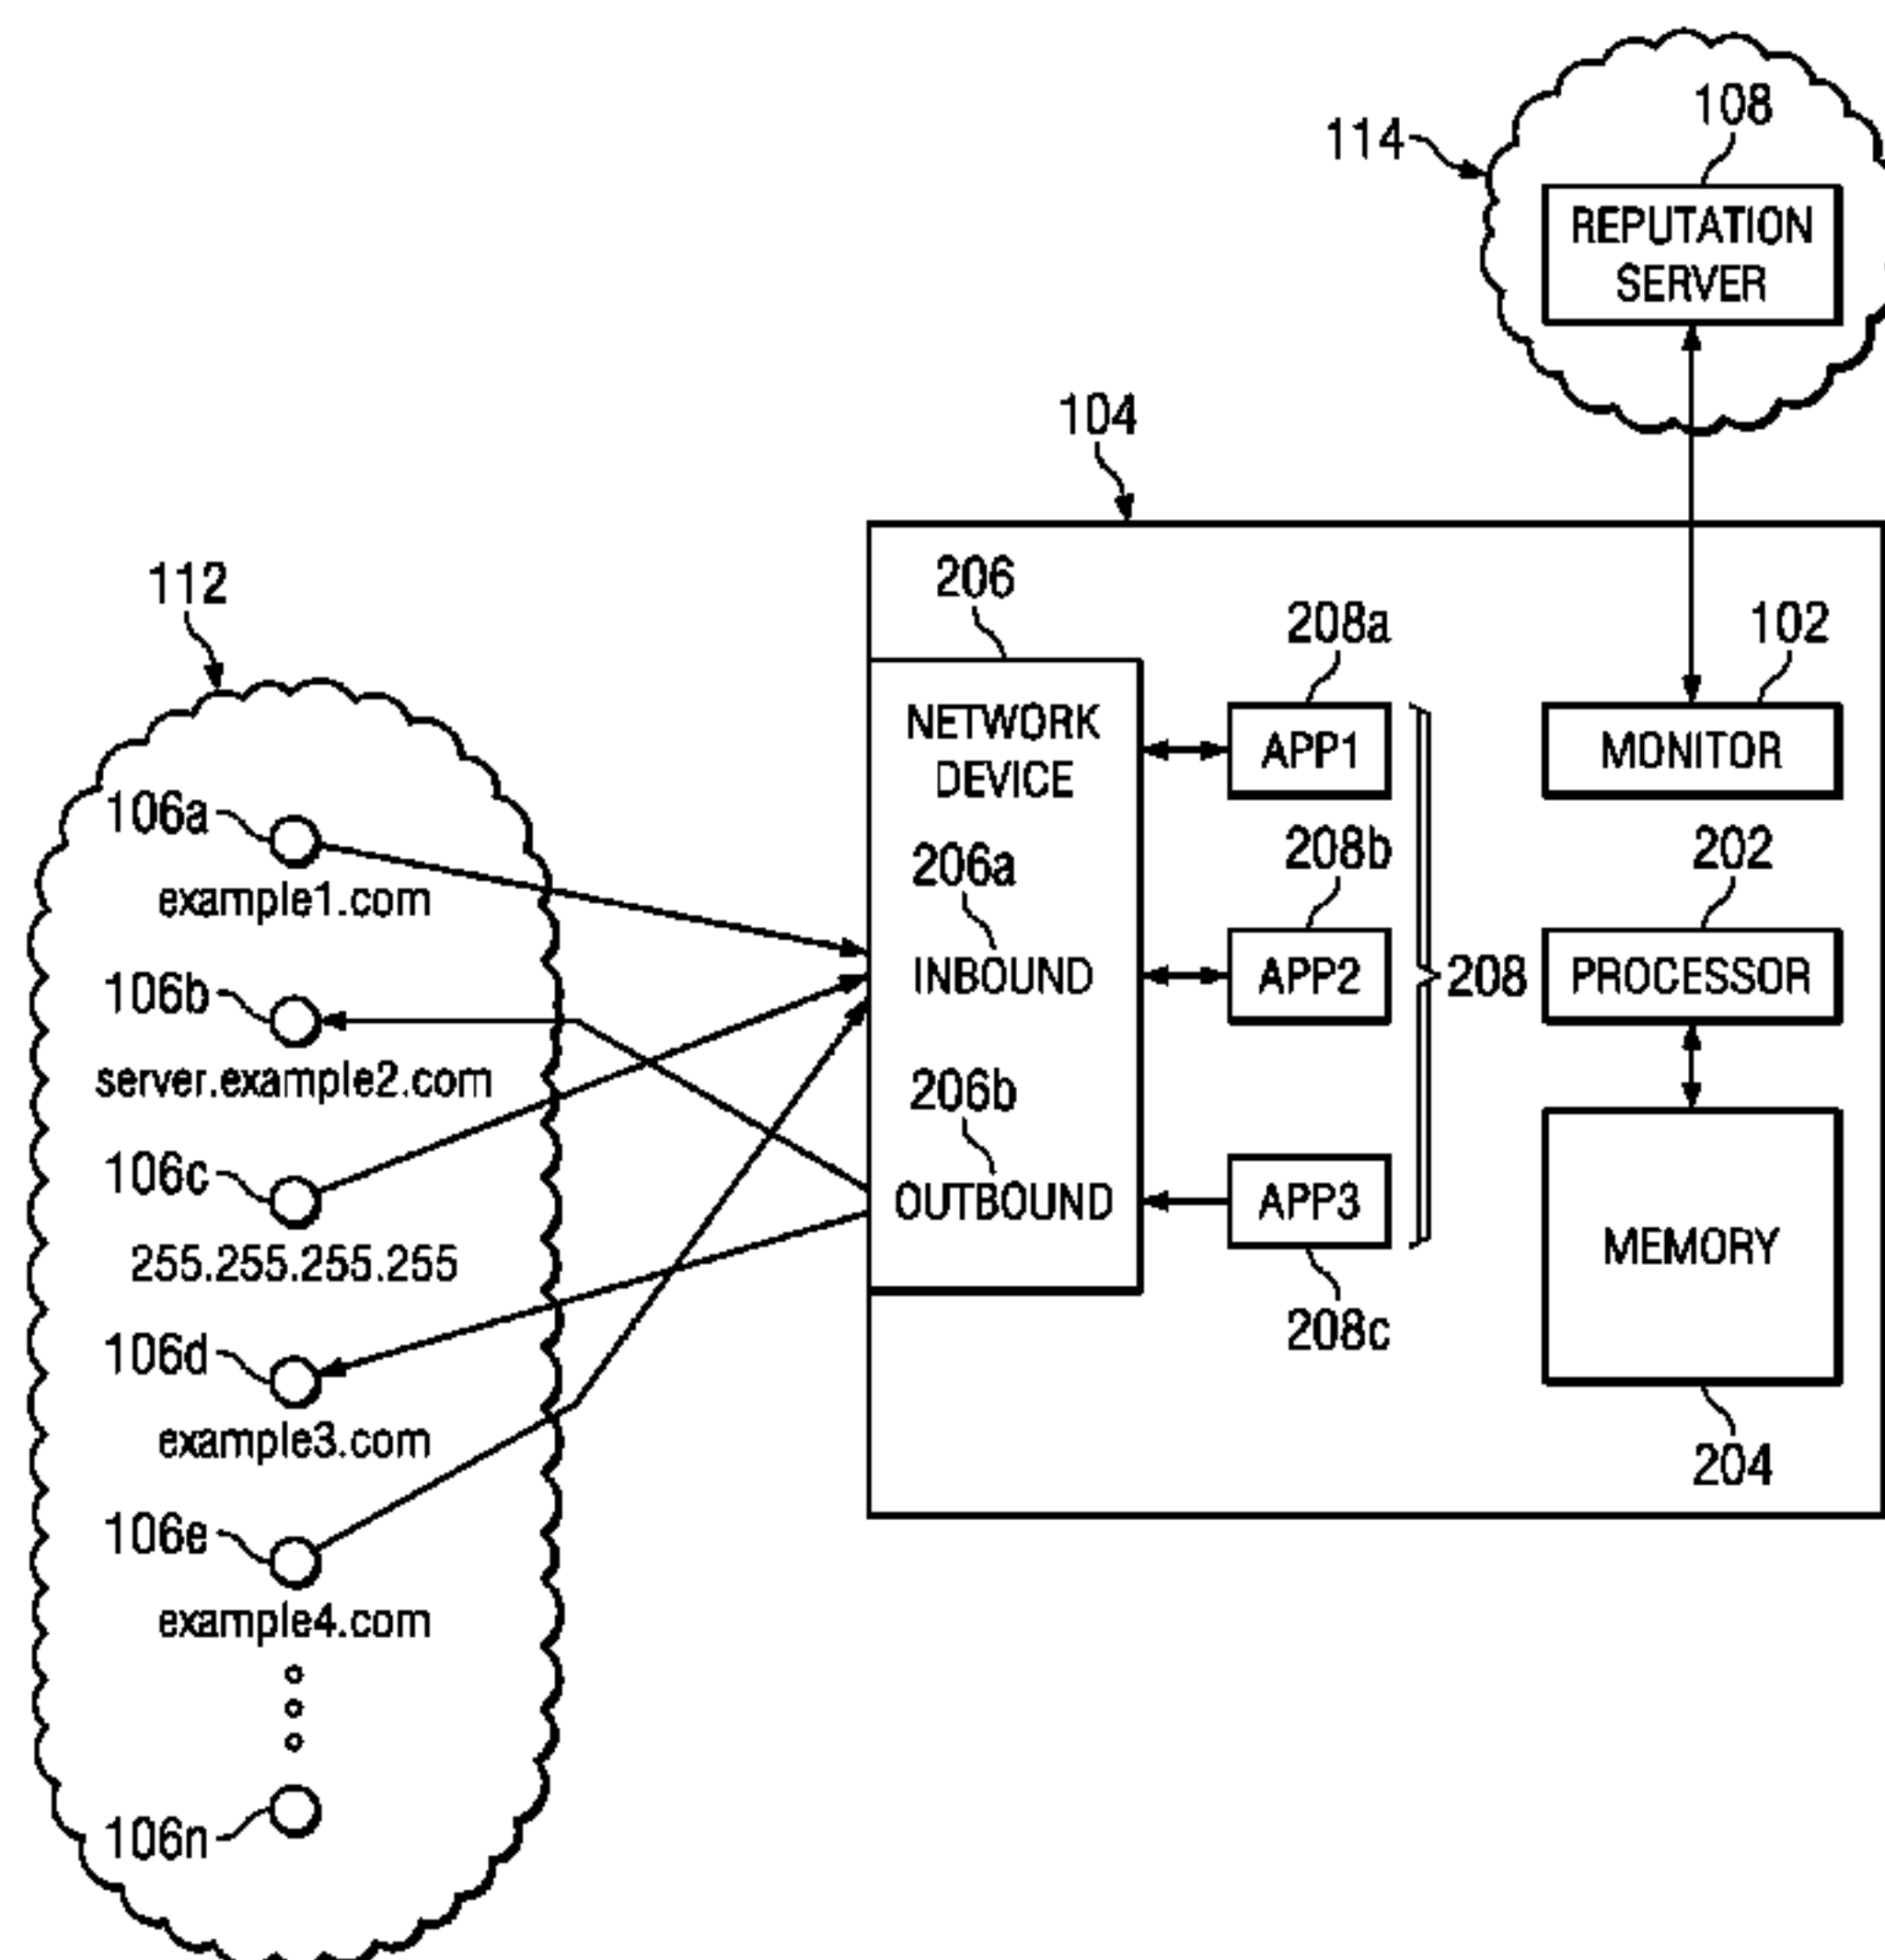 108
114
REPUTATION
SERVER
104
112
206
208a
102
NETWORK
DEVICE
APP1
MONITOR
106a
example1.com
206a
208b
202
INBOUND
APP2
208
PROCESSOR
106b
server.example2.com
206b
106c
255.255.255.255
OUTBOUND
APP3
MEMORY
208c
106d
example3.com
204
106e
example4.com
106n